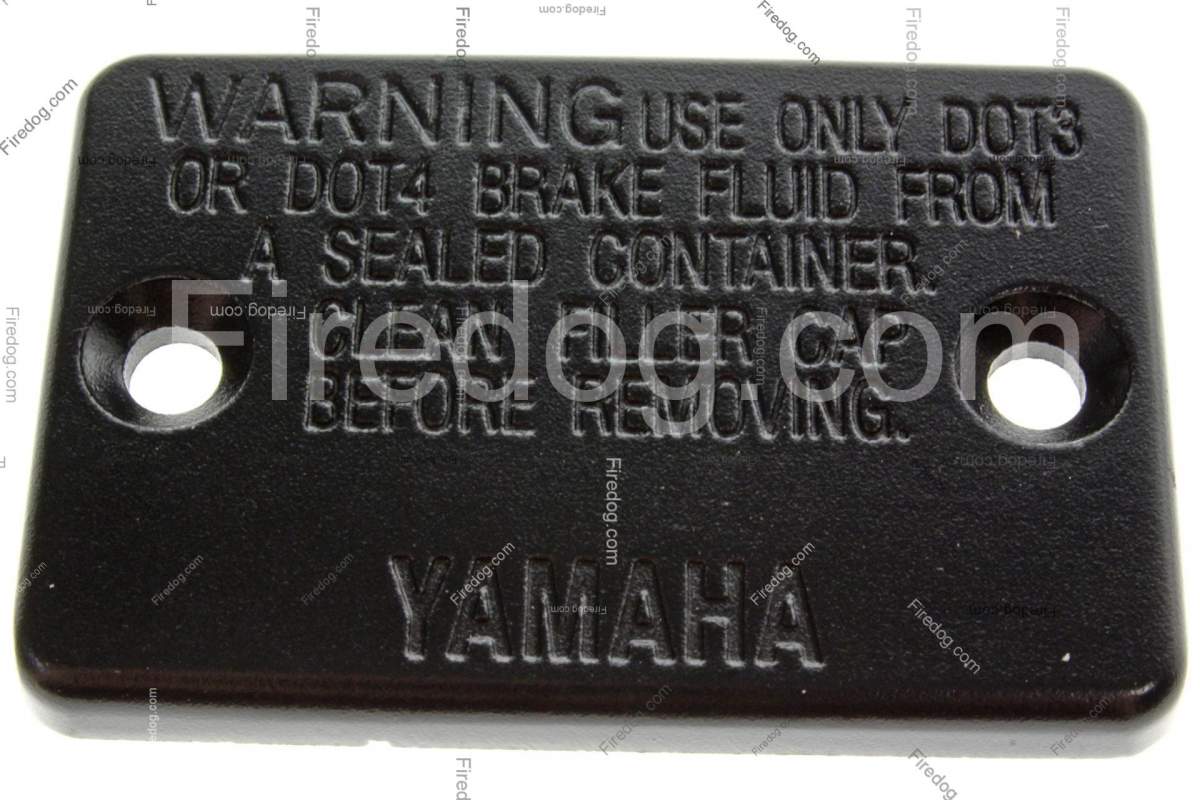 WARNING USE ONLY DOT3
OR DOT4 BRAKE FLUID FROM
A SEALED CONTAINER.
CLEAN FILLER CAP
BEFORE REMOVING.
YAMAHA
Firedog.com